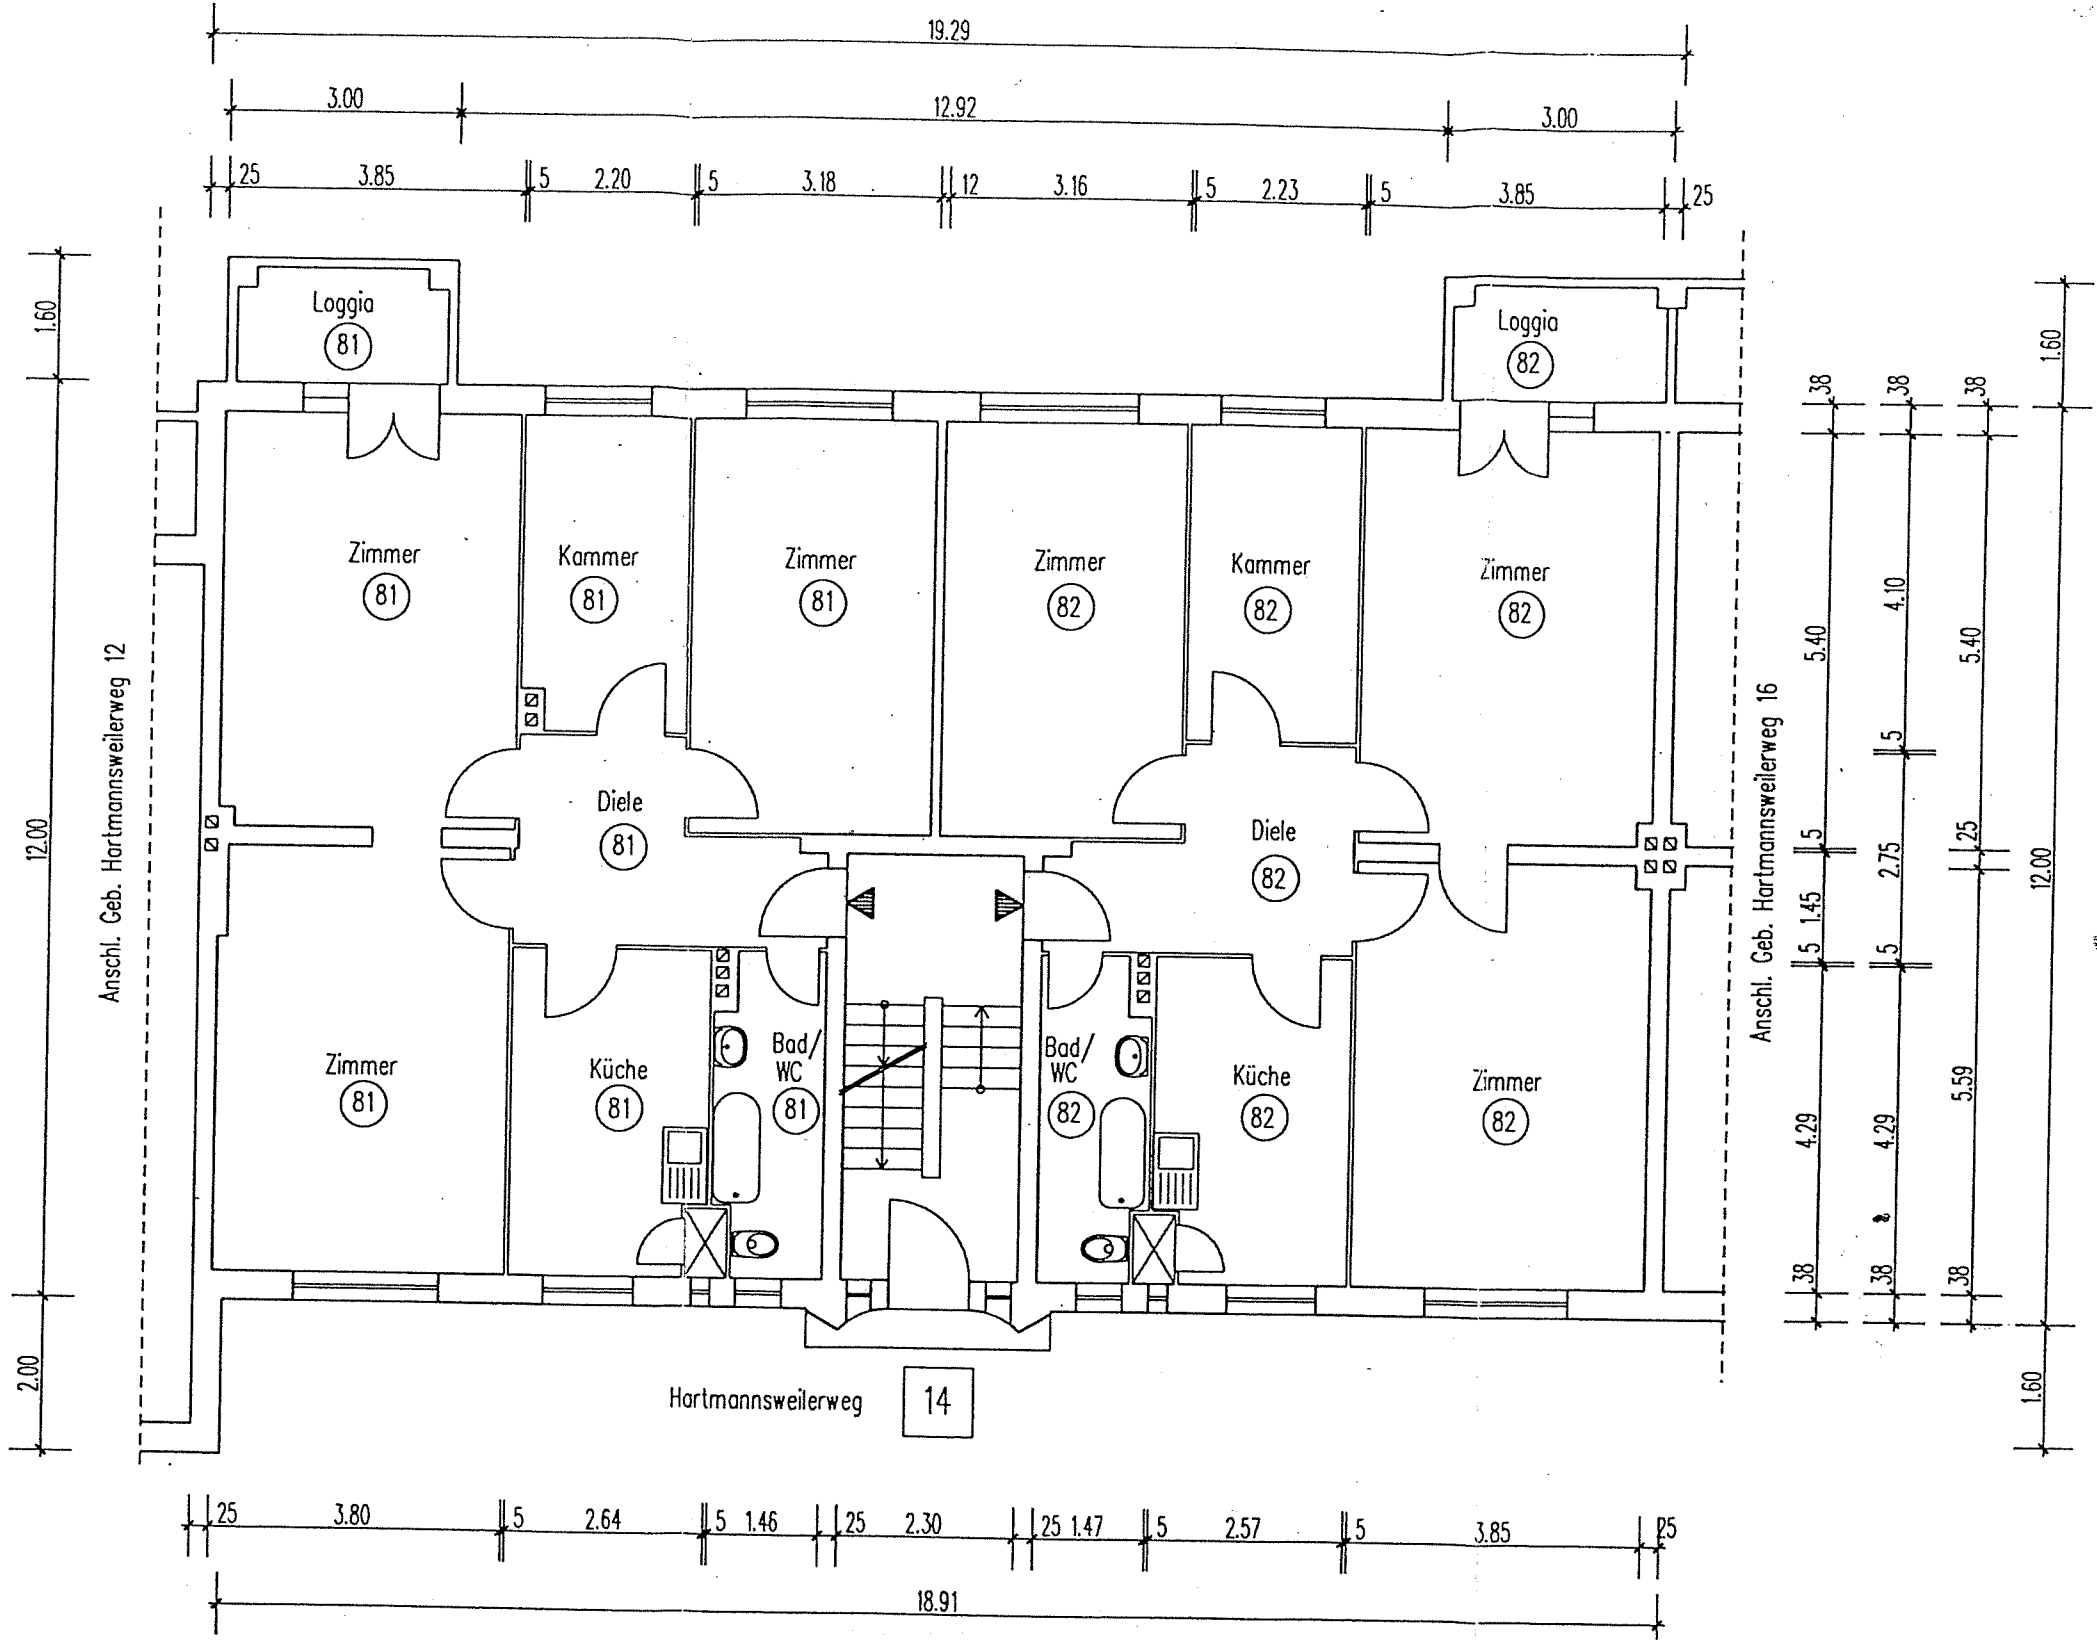 19.29
3.00 12.92 3.00
25 3.85 5 2.20 5 3.18 12 3.16 5 2.23 5 3.85 25
Loggia
81
Loggia
82
1.60
12.00
2.00
Anschl. Geb. Hartmannsweilerweg 12
Zimmer
81
Kammer
81
Zimmer
81
Zimmer
82
Kammer
82
Zimmer
82
Diele
81
Diele
82
Zimmer
81
Küche
81
Bad/
WC
81
Bad/
WC
82
Küche
82
Zimmer
82
Anschl. Geb. Hartmannsweilerweg 16
38 5.40 5 1.45 5 4.29 38
38 4.10 5 2.75 5 4.29 38
38 5.40 25 5.59 38
1.60 12.00 1.60
Hartmannsweilerweg 14
25 3.80 5 2.64 5 1.46 25 2.30 25 1.47 5 2.57 5 3.85 25
18.91